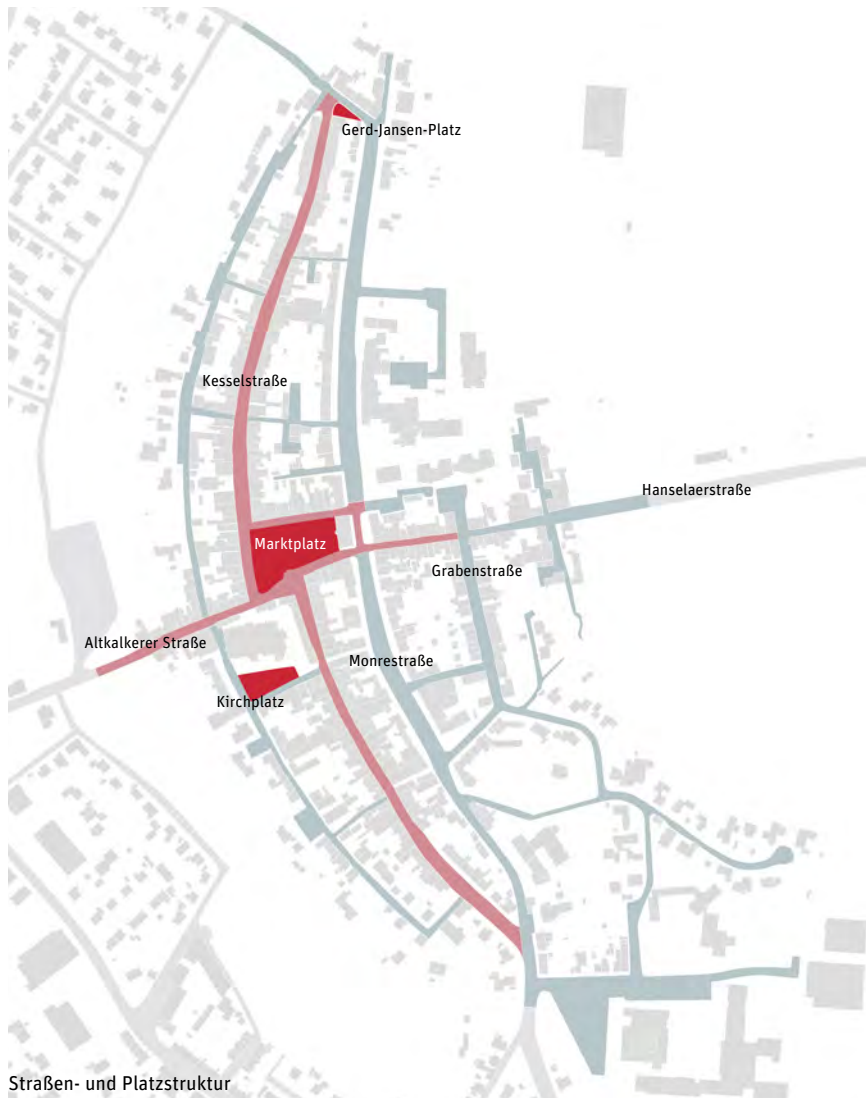 Gerd-Jansen-Platz
Kesselstraße
Hanselaerstraße
Marktplatz
Grabenstraße
Altkalkerer Straße
Monrestraße
Kirchplatz
Straßen- und Platzstruktur